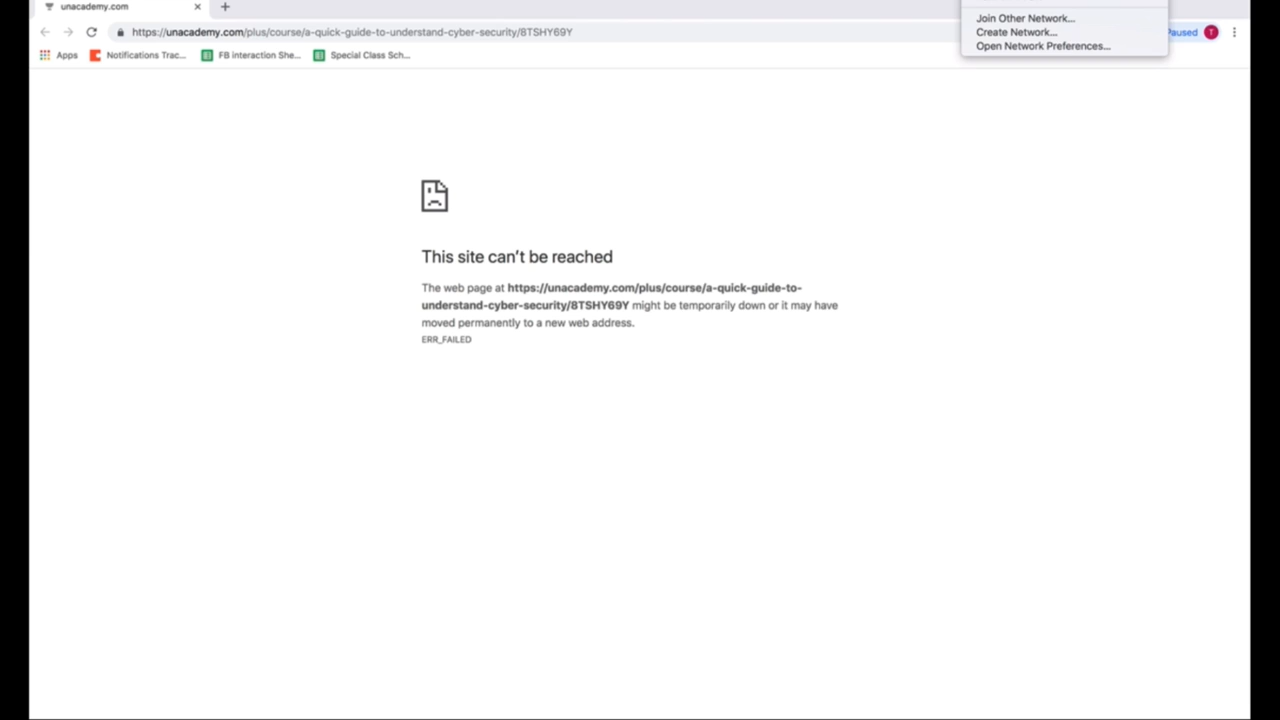 unacademy.com
Join Other Network...
https://unacademy.com/plus/course/a-quick-guide-to-understand-cyber-security/8TSHY69Y
Create Network...
Paused
T
Open Network Preferences...
Apps
Notifications Trac...
FB interaction She...
Special Class Sch...
This site can't be reached
The web page at https://unacademy.com/plus/course/a-quick-guide-to-
understand-cyber-security/8TSHY69Y might be temporarily down or it may have
moved permanently to a new web address.
ERR_FAILED